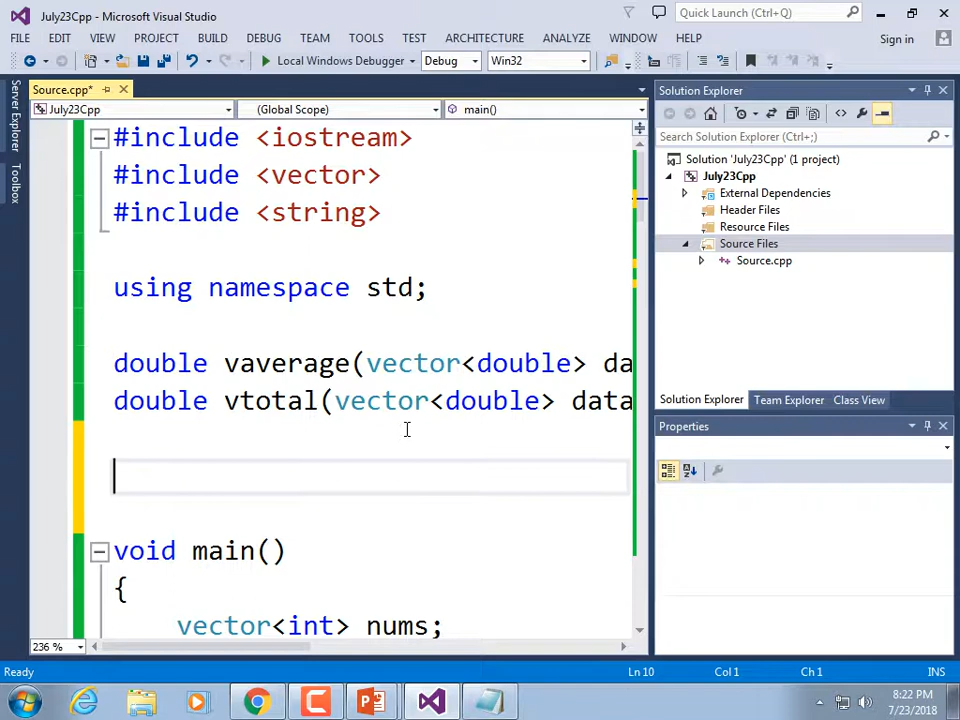 July23Cpp - Microsoft Visual Studio
Quick Launch (Ctrl+Q)
FILE EDIT VIEW PROJECT BUILD DEBUG TEAM TOOLS TEST ARCHITECTURE ANALYZE WINDOW HELP
Sign in
Local Windows Debugger Debug Win32
Server Explorer
Toolbox
Source.cpp*
July23Cpp (Global Scope) main()
#include <iostream>
#include <vector>
#include <string>
using namespace std;
double vaverage(vector<double> da
double vtotal(vector<double> data
void main()
{
vector<int> nums;
236 %
Solution Explorer
Search Solution Explorer (Ctrl+;)
Solution 'July23Cpp' (1 project)
July23Cpp
External Dependencies
Header Files
Resource Files
Source Files
Source.cpp
Solution Explorer Team Explorer Class View
Properties
Ready Ln 10 Col 1 Ch 1 INS
8:22 PM
7/23/2018